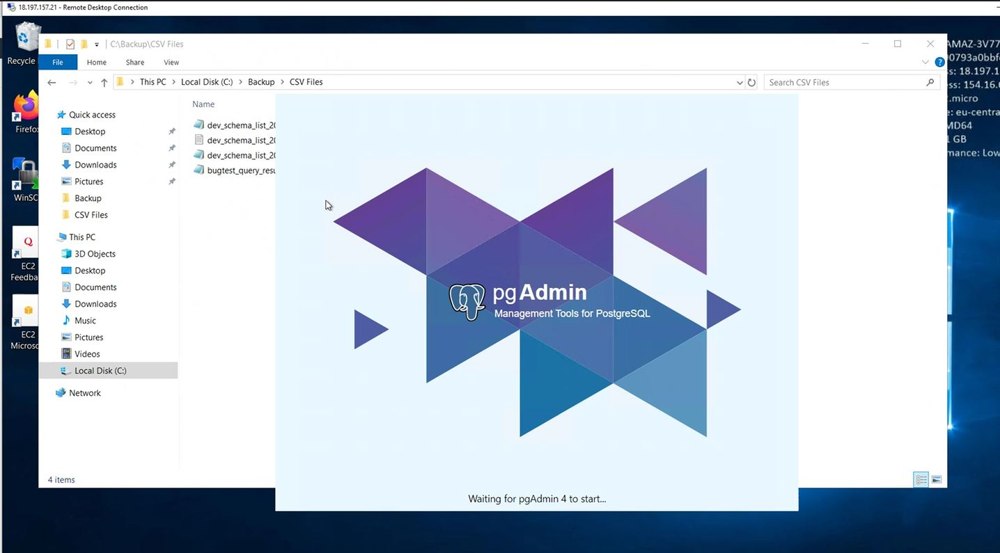 18.197.157.21 - Remote Desktop Connection
Recycle
C:\Backup\CSV Files
File Home Share View
This PC Local Disk (C:) Backup CSV Files
Search CSV Files
Quick access
Desktop
Documents
Downloads
Pictures
Backup
CSV Files
This PC
3D Objects
Desktop
Documents
Downloads
Music
Pictures
Videos
Local Disk (C:)
Network
4 items
Name
dev_schema_list_20
dev_schema_list_20
dev_schema_list_20
bugtest_query_resu
pgAdmin
Management Tools for PostgreSQL
Waiting for pgAdmin 4 to start...
Firefox
WinSC
Q
EC2
Feedba
EC2
Microso
AMAZ-3V77
0793a0bbf
ss: 18.197.1
ess: 154.16.
.micro
e: eu-centra
MD64
1 GB
mance: Low